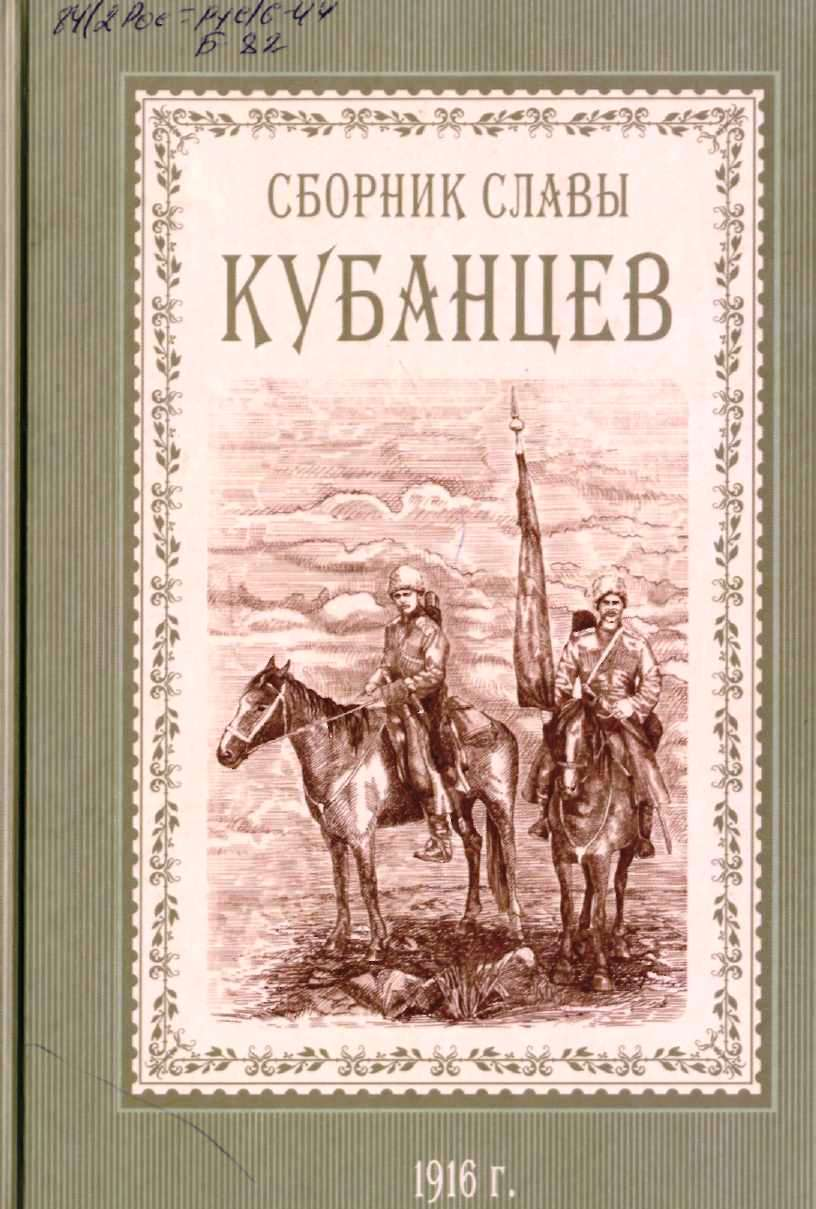 84(2Рос=Рус)6-44
Б 82
СБОРНИК СЛАВЫ
КУБАНЦЕВ
1916 г.